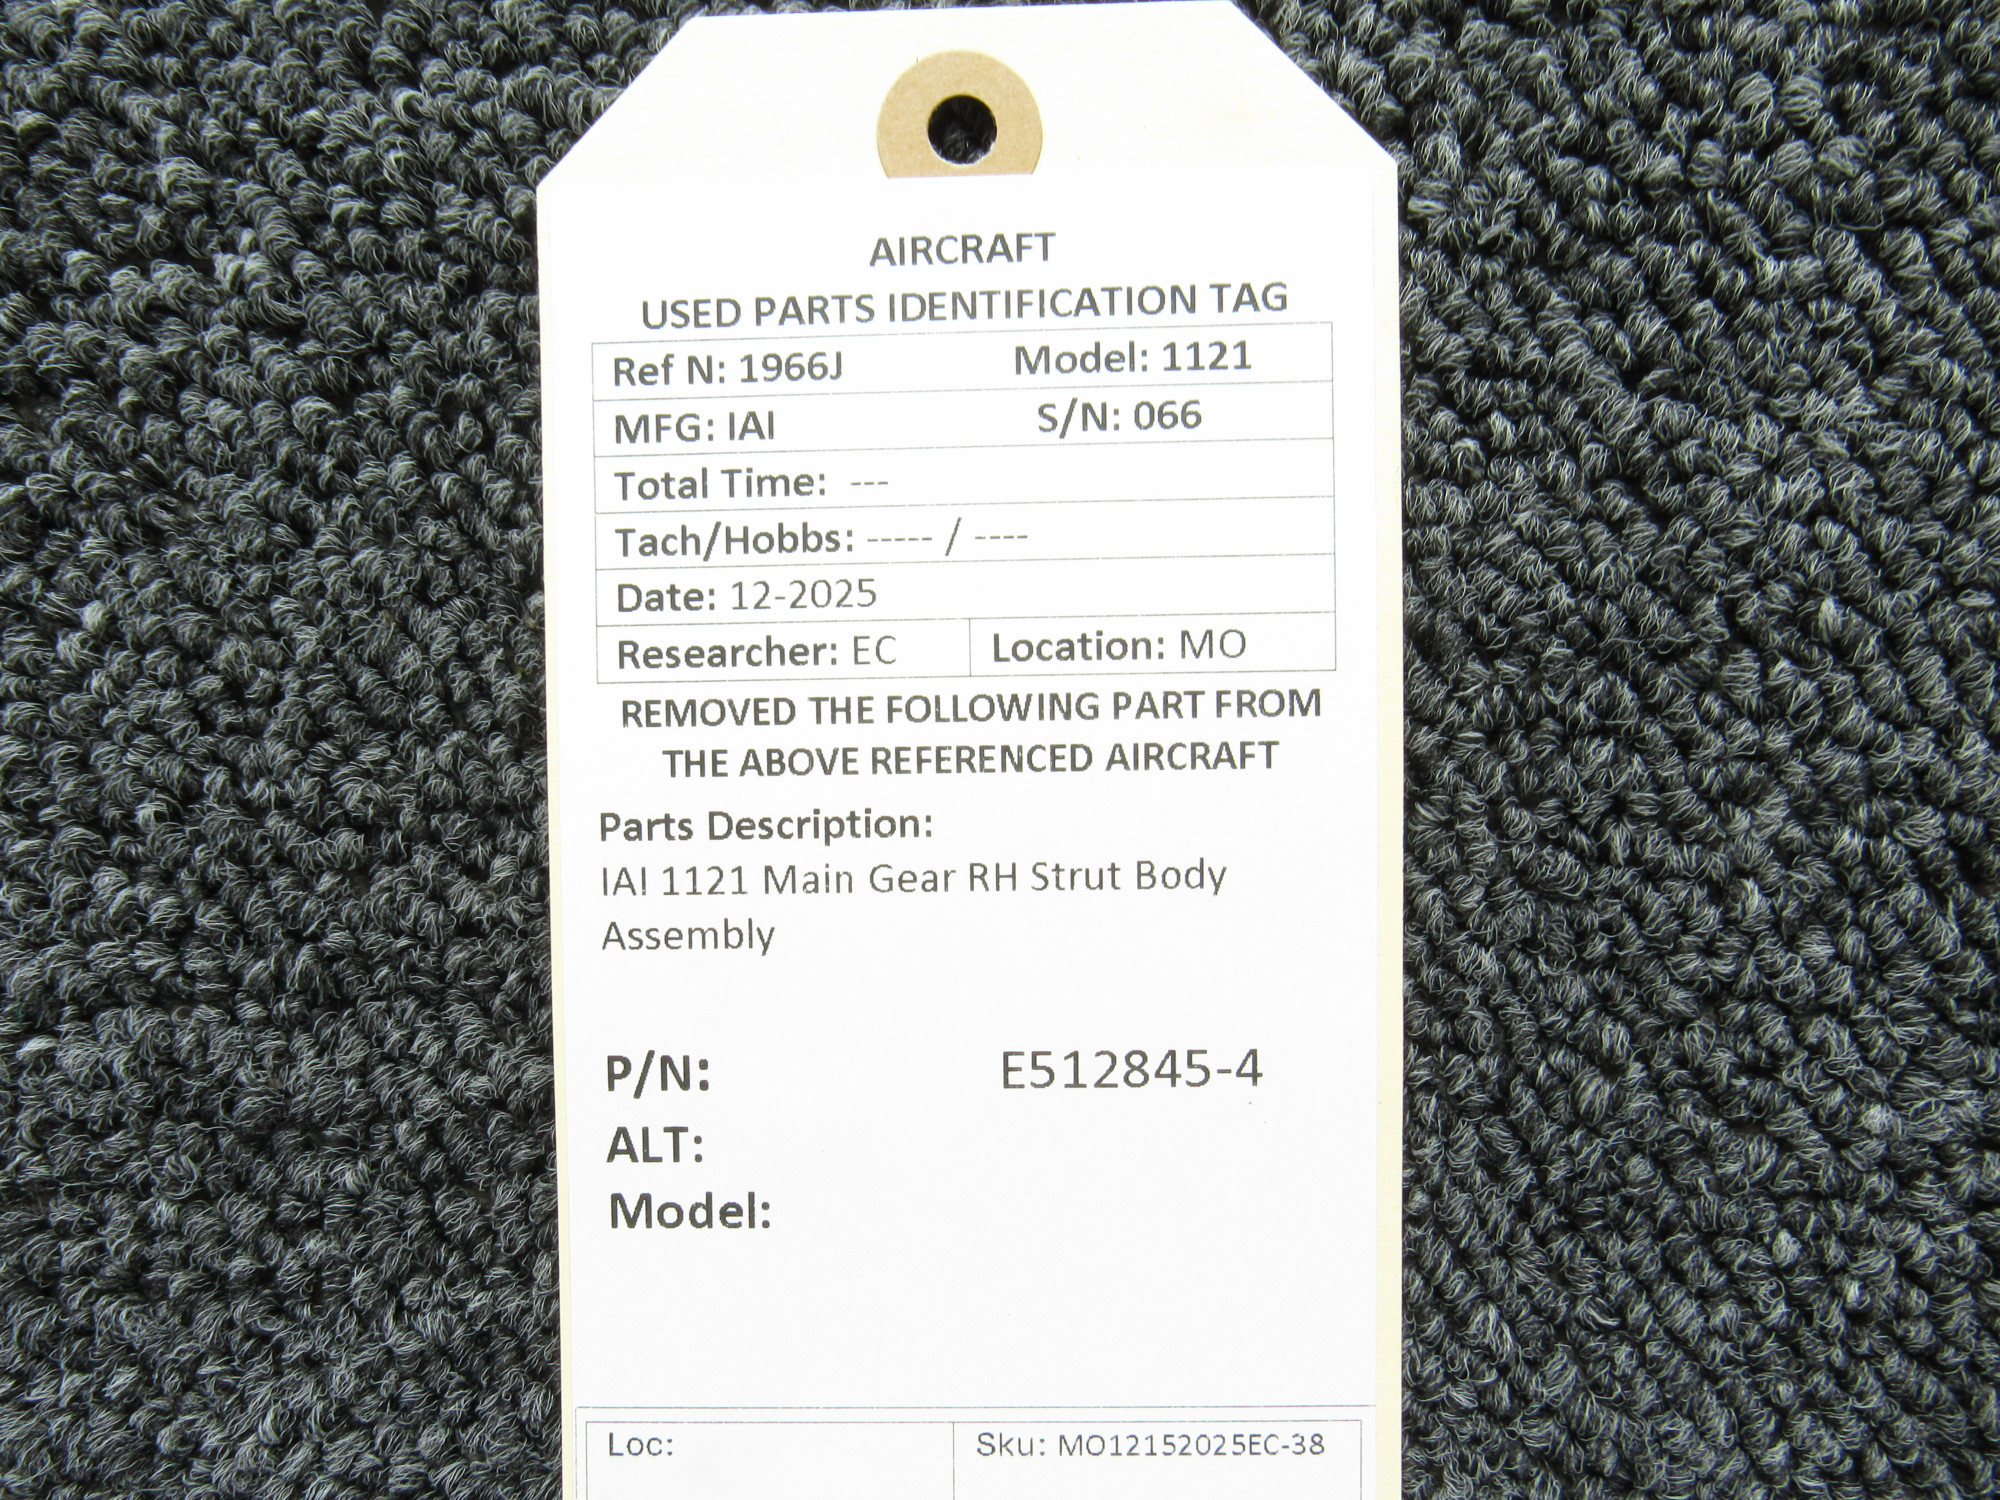 AIRCRAFT
USED PARTS IDENTIFICATION TAG
Ref N: 1966J Model: 1121
MFG: IAI S/N: 066
Total Time: ---
Tach/Hobbs: ----- / ----
Date: 12-2025
Researcher: EC Location: MO
REMOVED THE FOLLOWING PART FROM
THE ABOVE REFERENCED AIRCRAFT
Parts Description:
IAI 1121 Main Gear RH Strut Body
Assembly
P/N: E512845-4
ALT:
Model:
Loc: Sku: MO12152025EC-38